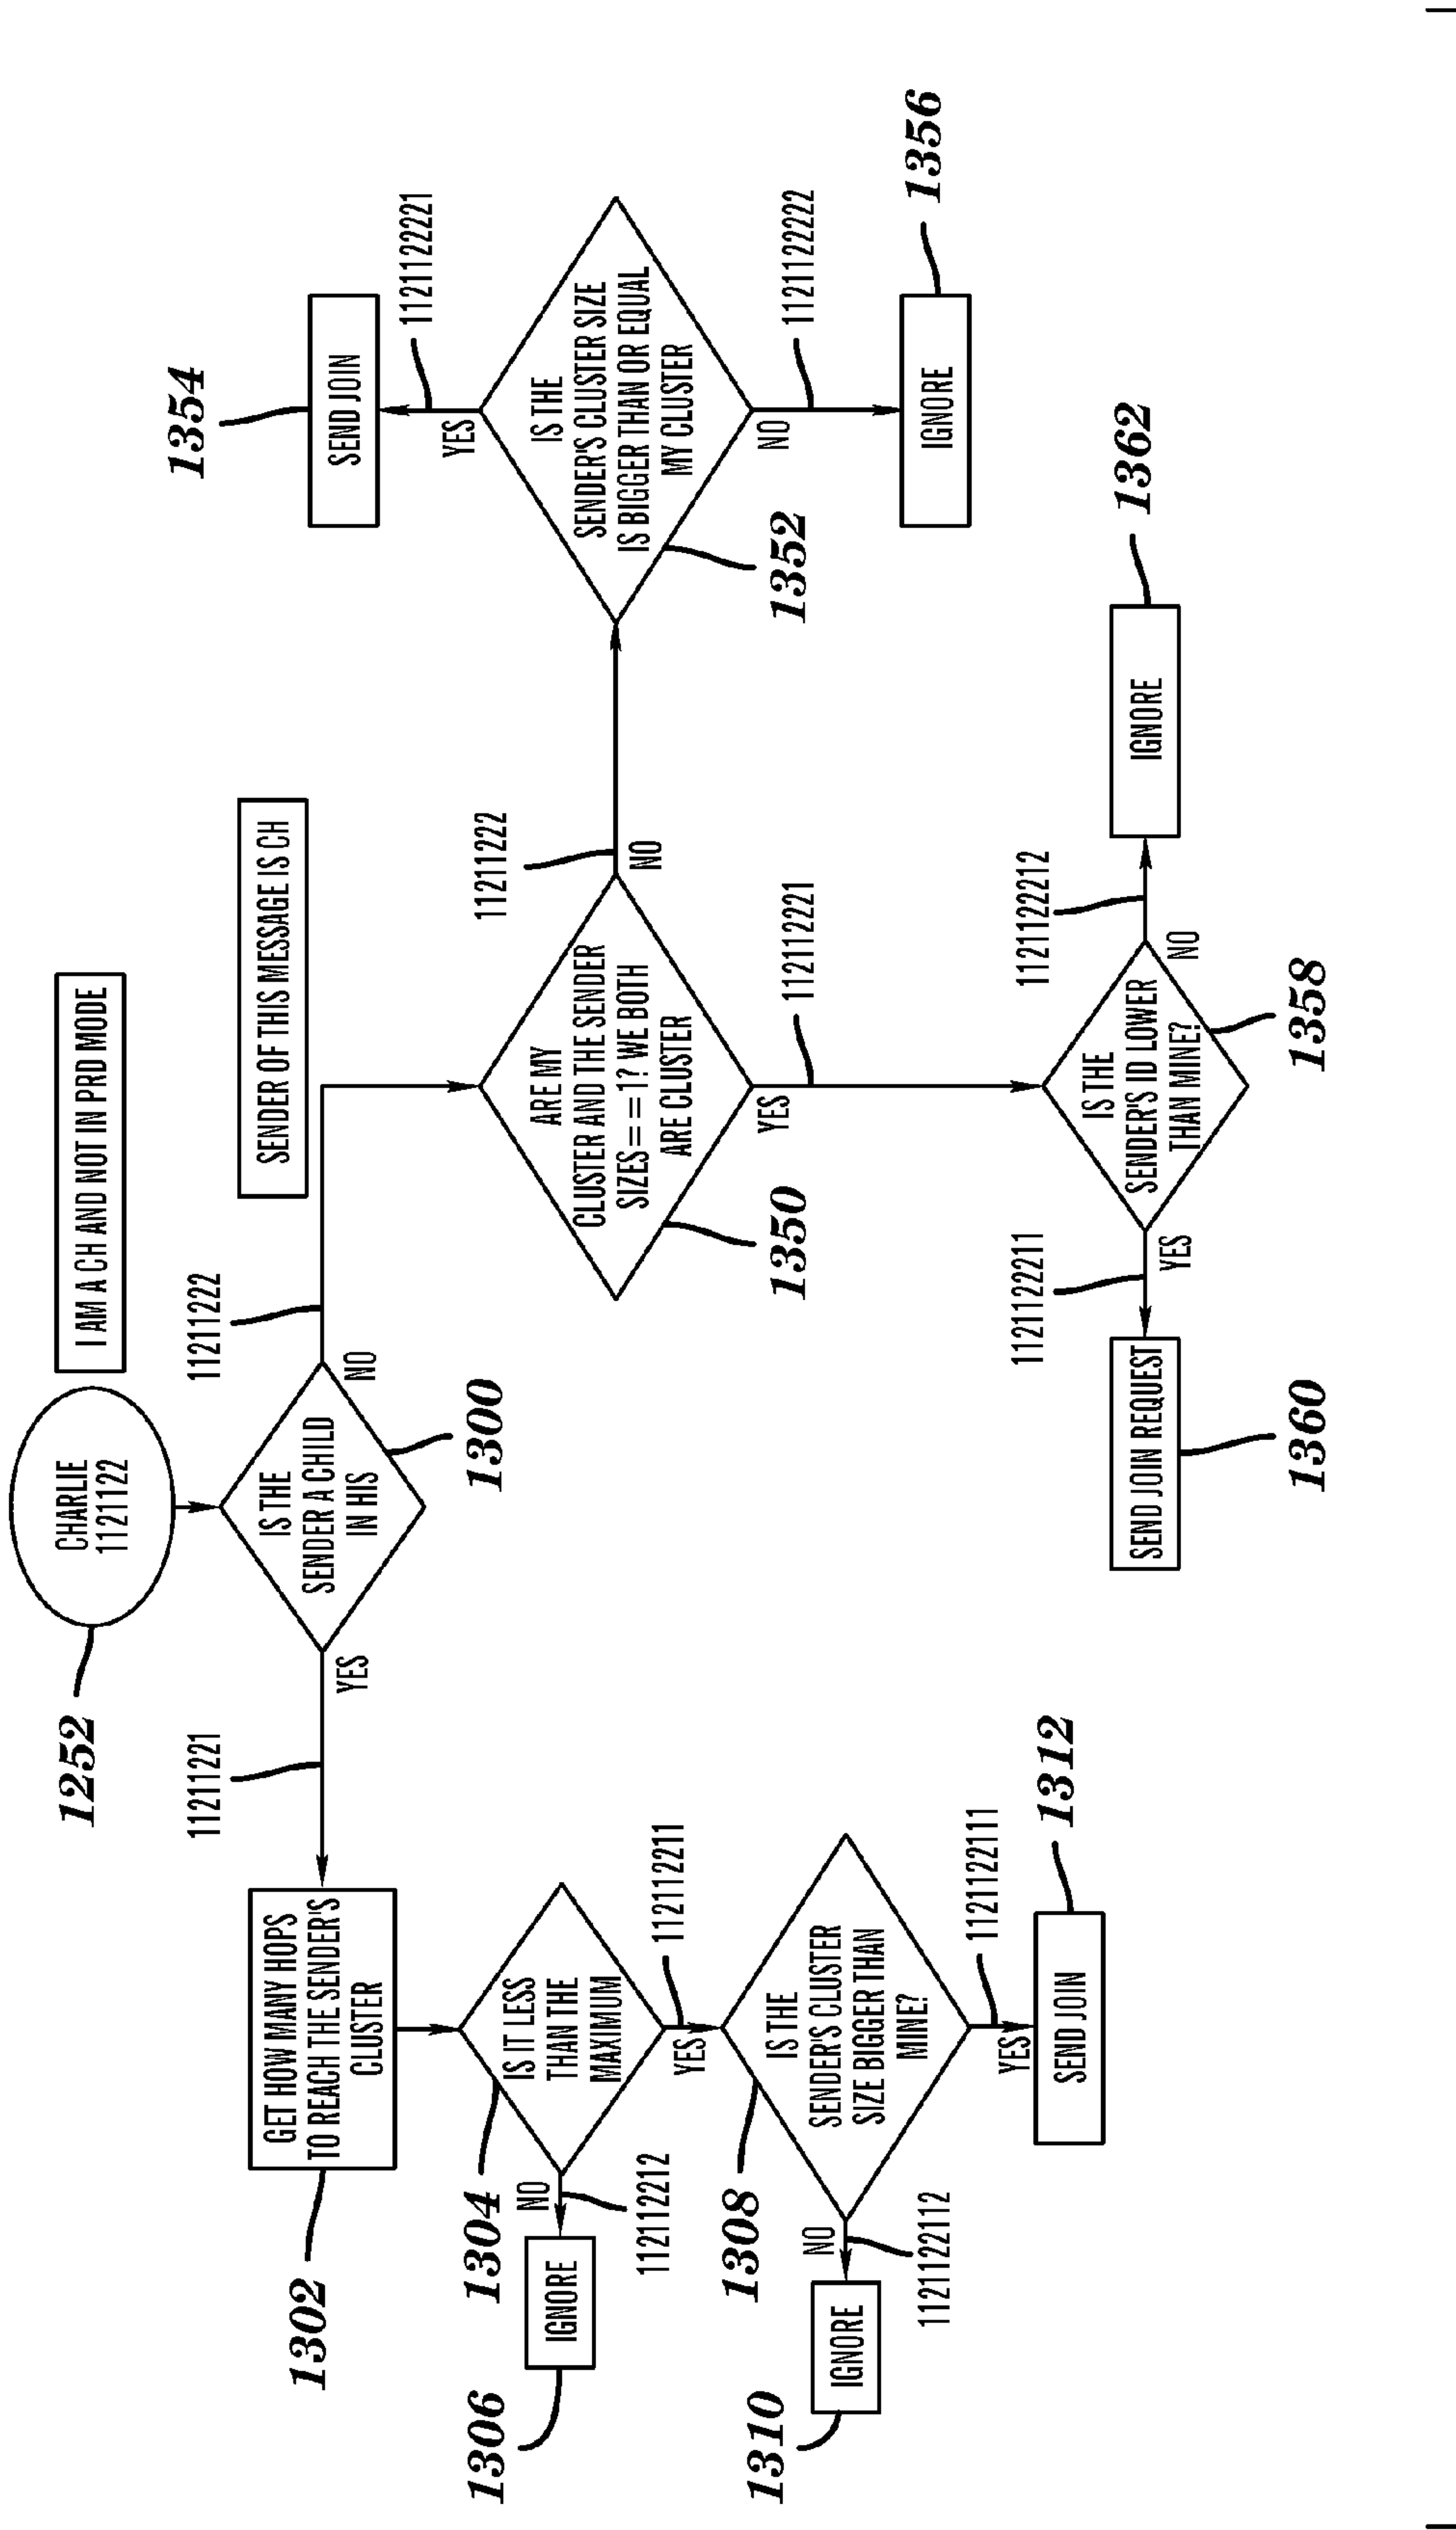 1252
CHARLIE
1121122
I AM A CH AND NOT IN PRD MODE
IS THE
SENDER A CHILD
IN HIS
1300
YES
11211221
NO
11211222
SENDER OF THIS MESSAGE IS CH
1302
GET HOW MANY HOPS
TO REACH THE SENDER'S
CLUSTER
1304
IS IT LESS
THAN THE
MAXIMUM
NO
112112212
1306
IGNORE
YES
112112211
1308
IS THE
SENDER'S CLUSTER
SIZE BIGGER THAN
MINE?
NO
1121122112
1310
IGNORE
YES
1121122111
1312
SEND JOIN
1350
ARE MY
CLUSTER AND THE SENDER
SIZES==1? WE BOTH
ARE CLUSTER
NO
11211222
YES
112112221
1352
IS THE
SENDER'S CLUSTER SIZE
IS BIGGER THAN OR EQUAL
MY CLUSTER
YES
1121122221
1354
SEND JOIN
NO
1121122222
1356
IGNORE
1358
IS THE
SENDER'S ID LOWER
THAN MINE?
YES
1121122211
1360
SEND JOIN REQUEST
NO
1121122212
1362
IGNORE